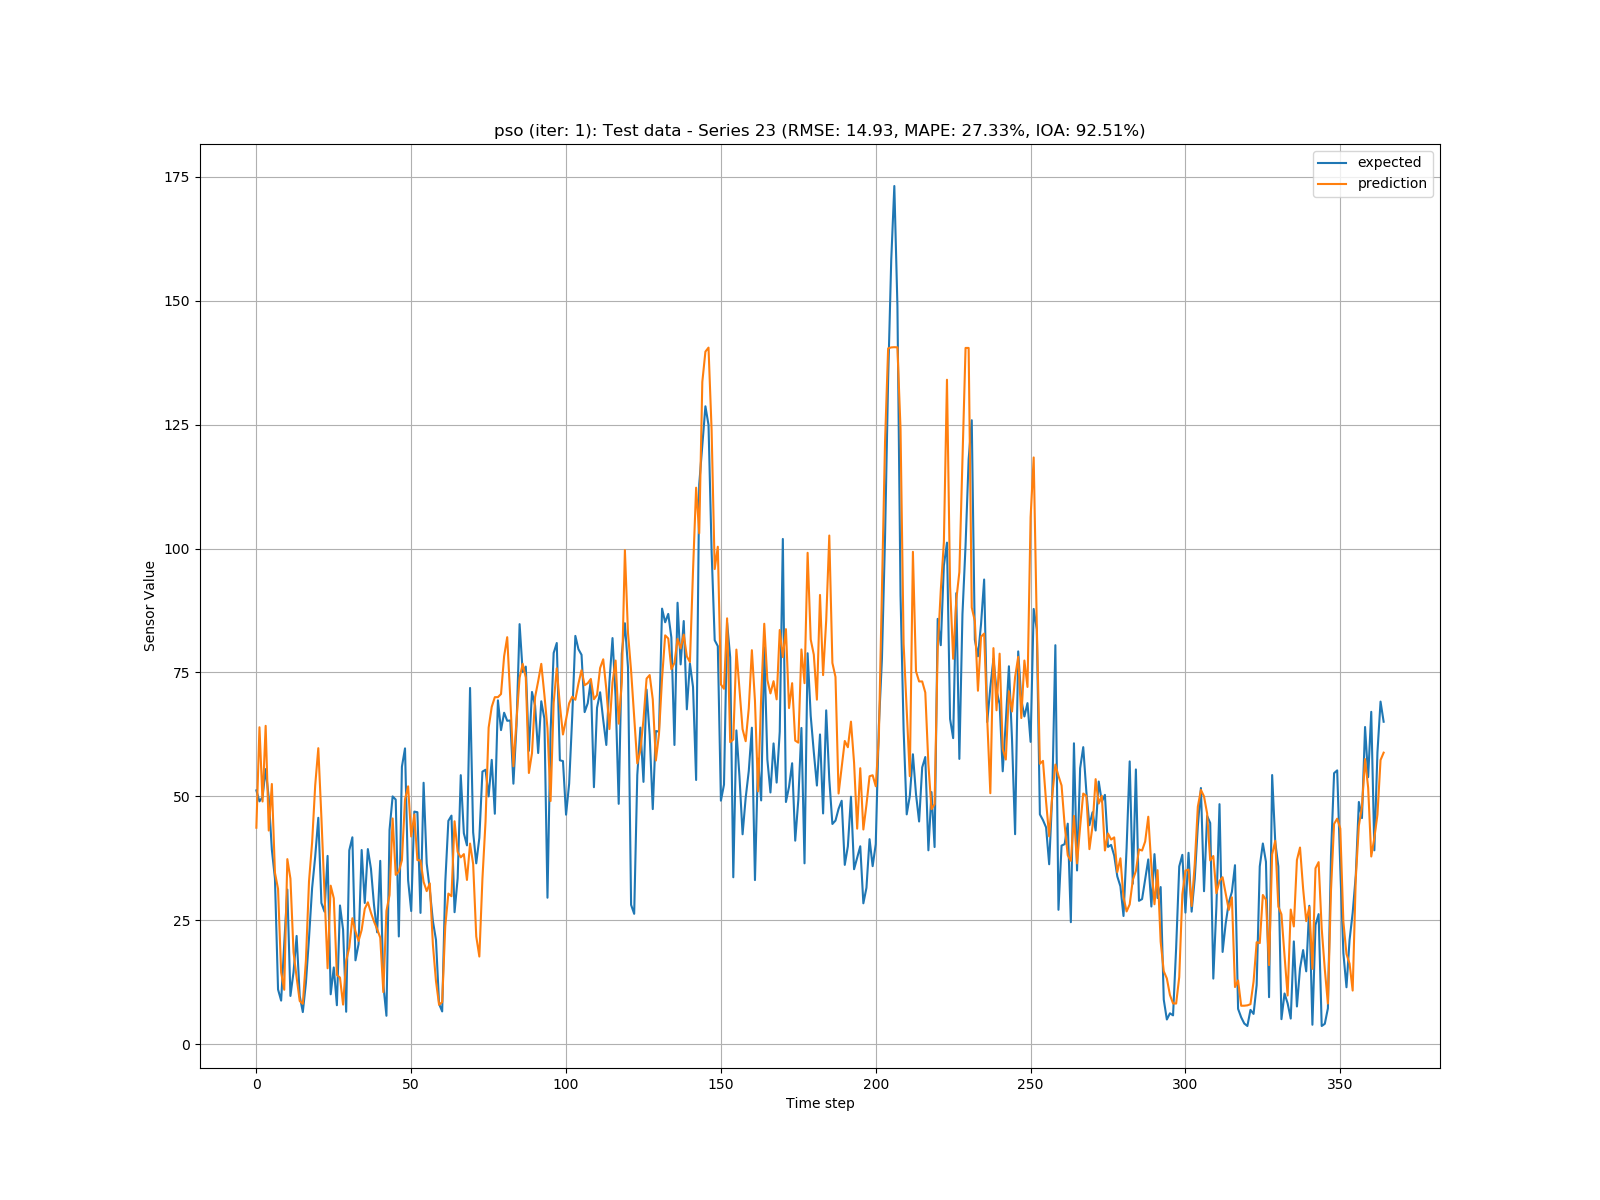 pso (iter: 1): Test data - Series 23 (RMSE: 14.93, MAPE: 27.33%, IOA: 92.51%)
expected
prediction
175
150
125
100
75
50
25
0
Sensor Value
0 50 100 150 200 250 300 350
Time step